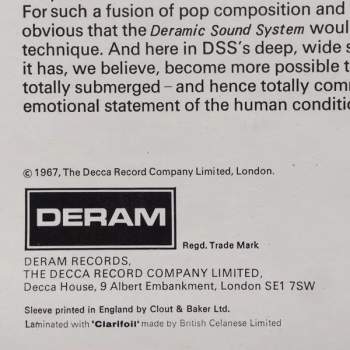 For such a fusion of pop composition and
obvious that the Deramic Sound System woul
technique. And here in DSS's deep, wide s
it has, we believe, become more possible t
totally submerged – and hence totally com
emotional statement of the human conditi
© 1967, The Decca Record Company Limited, London.
DERAM
Regd. Trade Mark
DERAM RECORDS,
THE DECCA RECORD COMPANY LIMITED,
Decca House, 9 Albert Embankment, London SE1 7SW
Sleeve printed in England by Clout & Baker Ltd.
Laminated with 'Clarifoil' made by British Celanese Limited